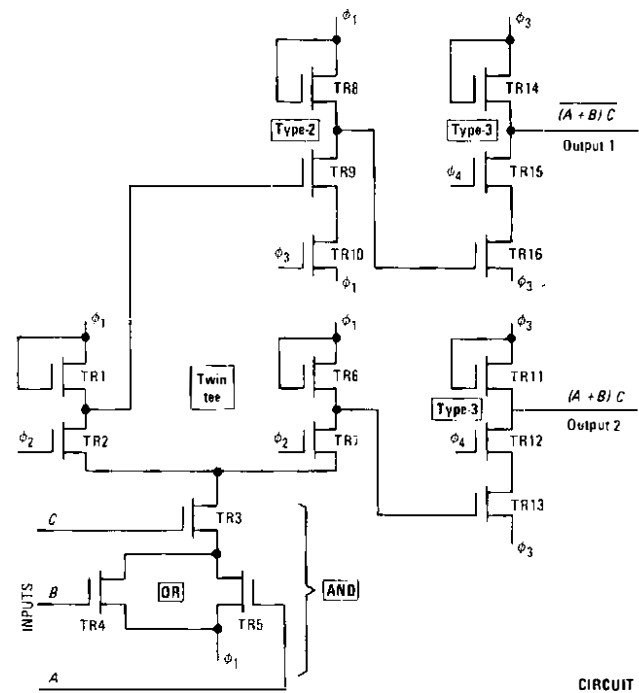 ϕ1
ϕ3
TR8
TR14
(A + B) C
Type-2
Type-3
Output 1
TR9
ϕ4
TR15
ϕ3
TR10
TR16
ϕ1
ϕ3
ϕ1
ϕ1
ϕ3
TR1
Twin
tee
TR6
TR11
(A + B) C
Type-3
Output 2
ϕ2
TR2
ϕ2
TR7
ϕ4
TR12
C
TR3
TR13
ϕ3
INPUTS
B
OR
AND
TR4
TR5
ϕ1
A
CIRCUIT